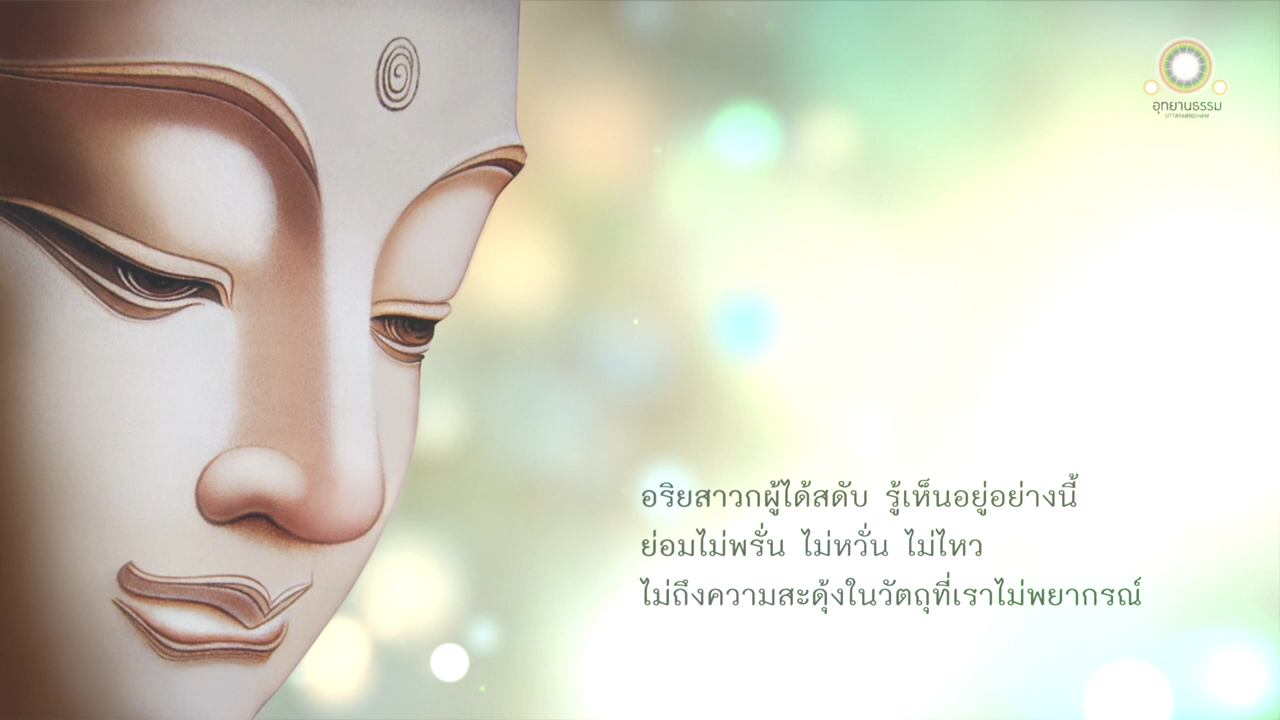 อุทยานธรรม
UTTAYARNDHAM
อริยสาวกผู้ได้สดับ รู้เห็นอยู่อย่างนี้
ย่อมไม่พรั่น ไม่หวั่น ไม่ไหว
ไม่ถึงความสะดุ้งในวัตถุที่เราไม่พยากรณ์